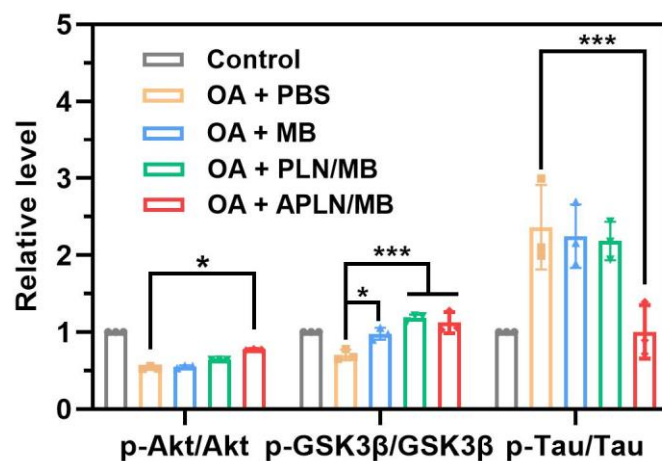 5
4
3
2
1
0
Relative level
Control
OA + PBS
OA + MB
OA + PLN/MB
OA + APLN/MB
*
***
*
***
p-Akt/Akt p-GSK3β/GSK3β p-Tau/Tau